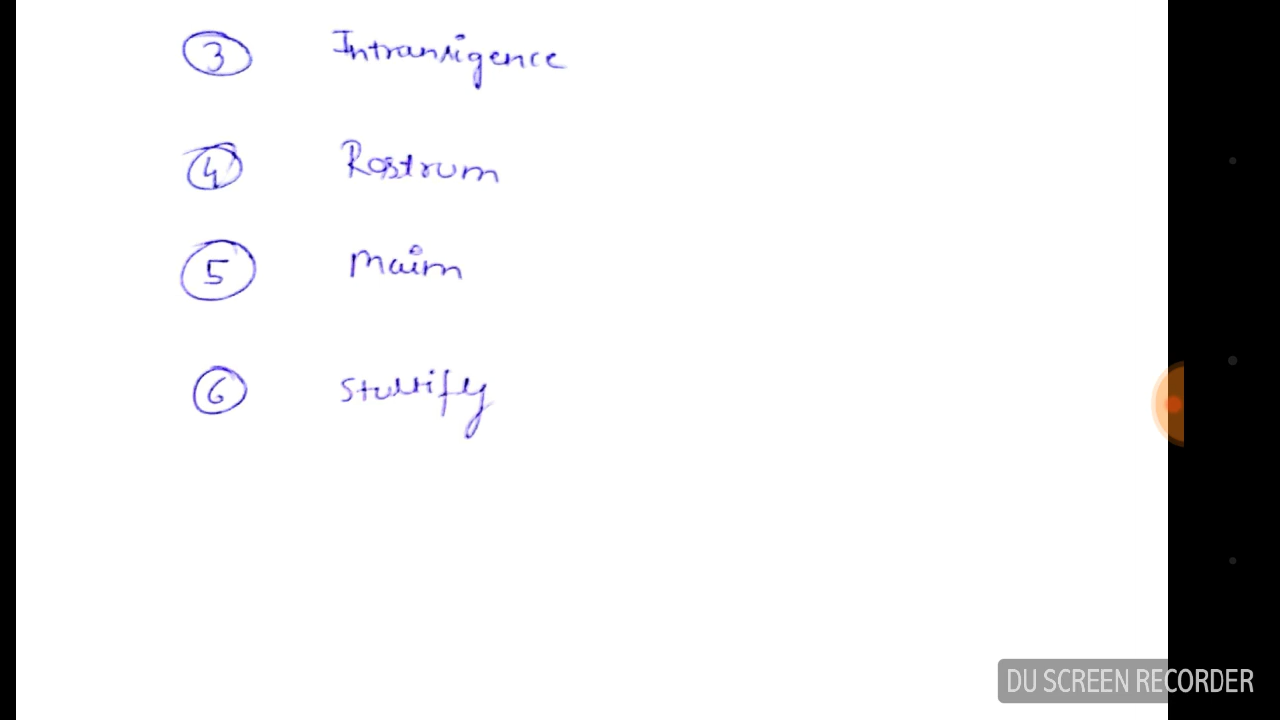 3 Intransigence
4 Rostrum
5 Maim
6 Stultify
DU SCREEN RECORDER